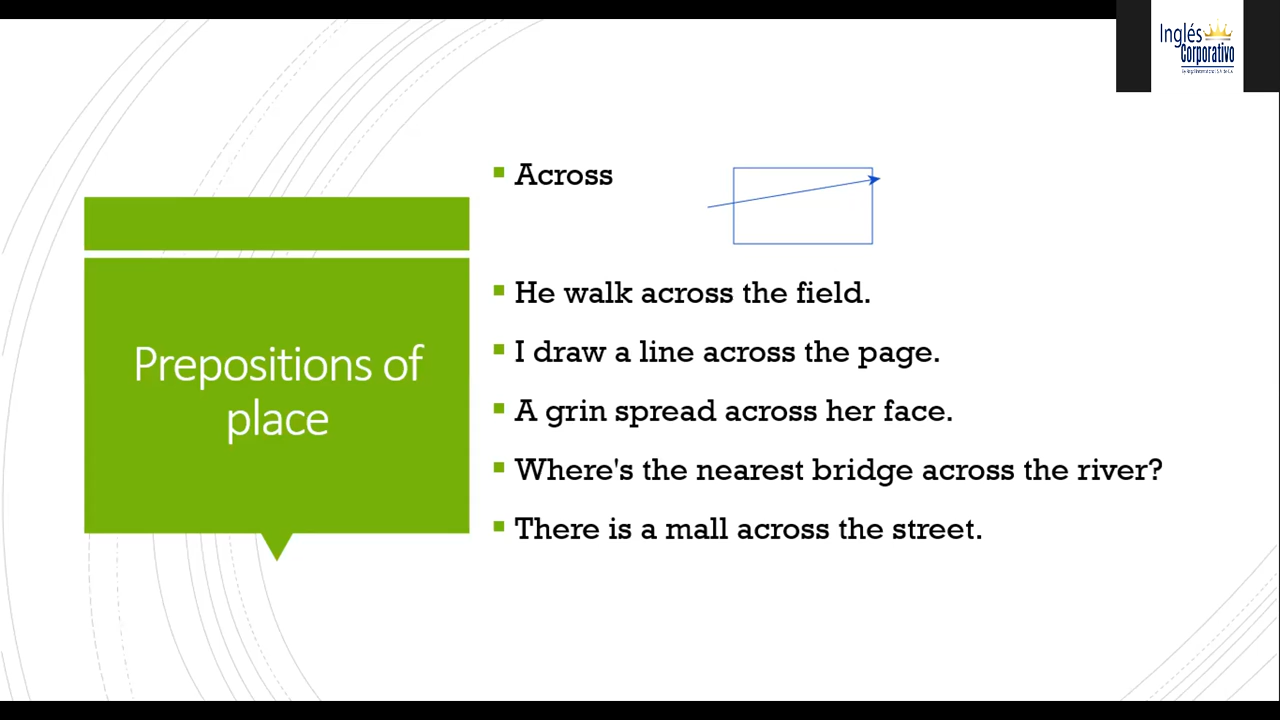 Inglés
Corporativo
Across
He walk across the field.
I draw a line across the page.
A grin spread across her face.
Where's the nearest bridge across the river?
There is a mall across the street.
Prepositions of
place